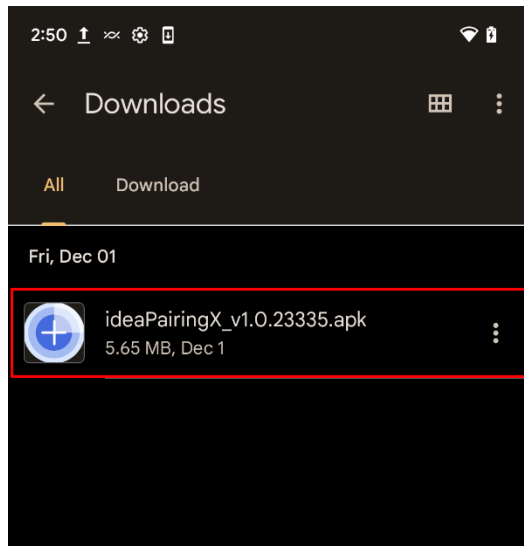 2:50
Downloads
All Download
Fri, Dec 01
ideaPairingX_v1.0.23335.apk
5.65 MB, Dec 1